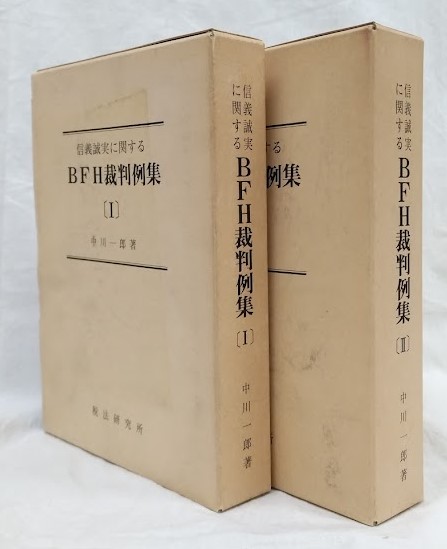 信義誠実に関する
BFH裁判例集
〔I〕
中川一郎著
税法研究所
信義誠実に関する
BFH裁判例集〔I〕
中川一郎著
する
例集
信義誠実に関する
BFH裁判例集〔II〕
中川一郎著